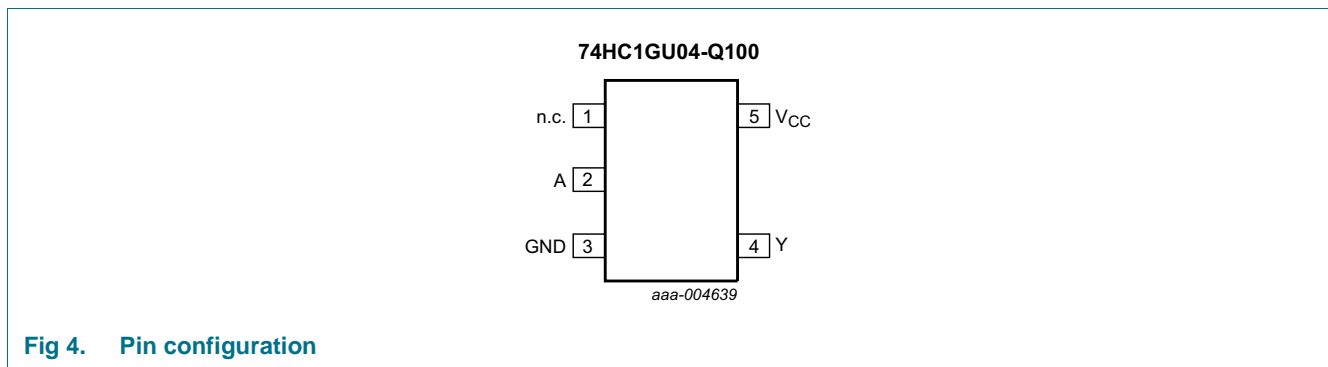 74HC1GU04-Q100
n.c. 1
5 VCC
A 2
GND 3
4 Y
aaa-004639
Fig 4. Pin configuration